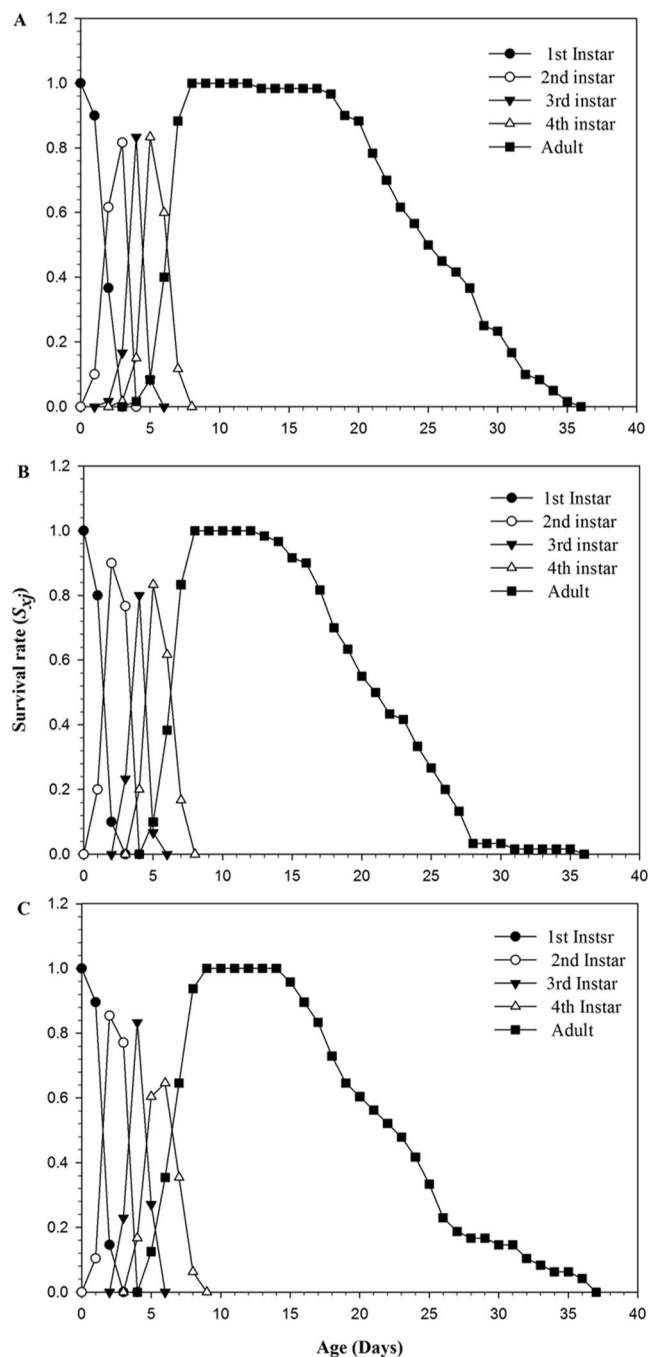 A
1.2
1.0
0.8
0.6
0.4
0.2
0.0
1st Instar
2nd instar
3rd instar
4th instar
Adult
0 5 10 15 20 25 30 35 40
B
1.2
1.0
0.8
0.6
0.4
0.2
0.0
1st Instar
2nd instar
3rd instar
4th instar
Adult
0 5 10 15 20 25 30 35 40
Survival rate (Sxj)
C
1.2
1.0
0.8
0.6
0.4
0.2
0.0
1st Instsr
2nd Instar
3rd Instar
4th Instar
Adult
0 5 10 15 20 25 30 35 40
Age (Days)